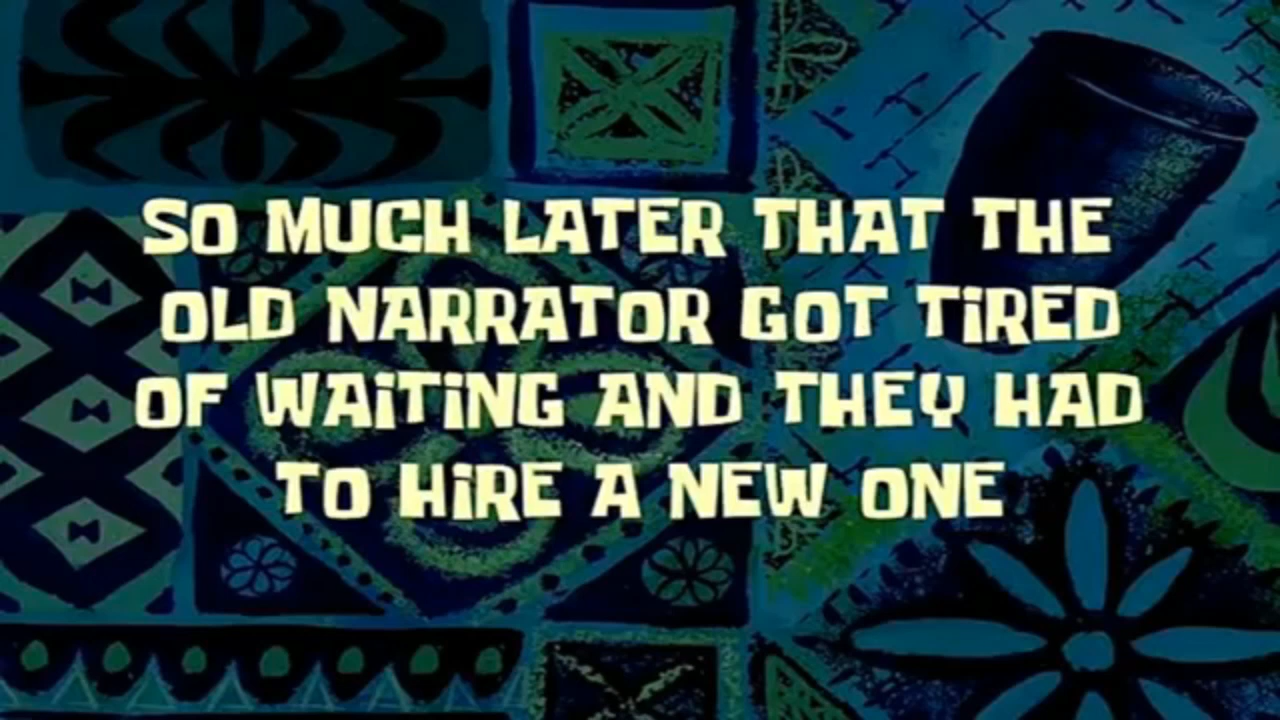 SO MUCH LATER THAT THE
OLD NARRATOR GOT TiRED
OF WAiTiNG AND THEY HAD
TO HiRE A NEW ONE